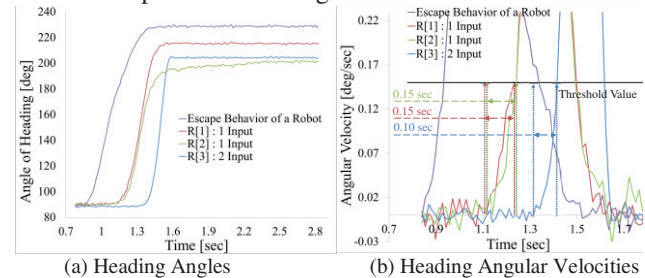 240
220
200
180
160
140
120
100
80
Angle of Heading [deg]
Escape Behavior of a Robot
R[1] : 1 Input
R[2] : 1 Input
R[3] : 2 Input
0.7 1 1.3 1.6 1.9 2.2 2.5 2.8
Time [sec]
(a) Heading Angles
0.22
0.17
0.12
0.07
0.02
-0.03
Angular Velocity [deg/sec]
Escape Behavior of a Robot
R[1] : 1 Input
R[2] : 1 Input
R[3] : 2 Input
Threshold Value
0.15 sec
0.15 sec
0.10 sec
0.7 0.9 1.1 1.3 1.5 1.7
Time [sec]
(b) Heading Angular Velocities